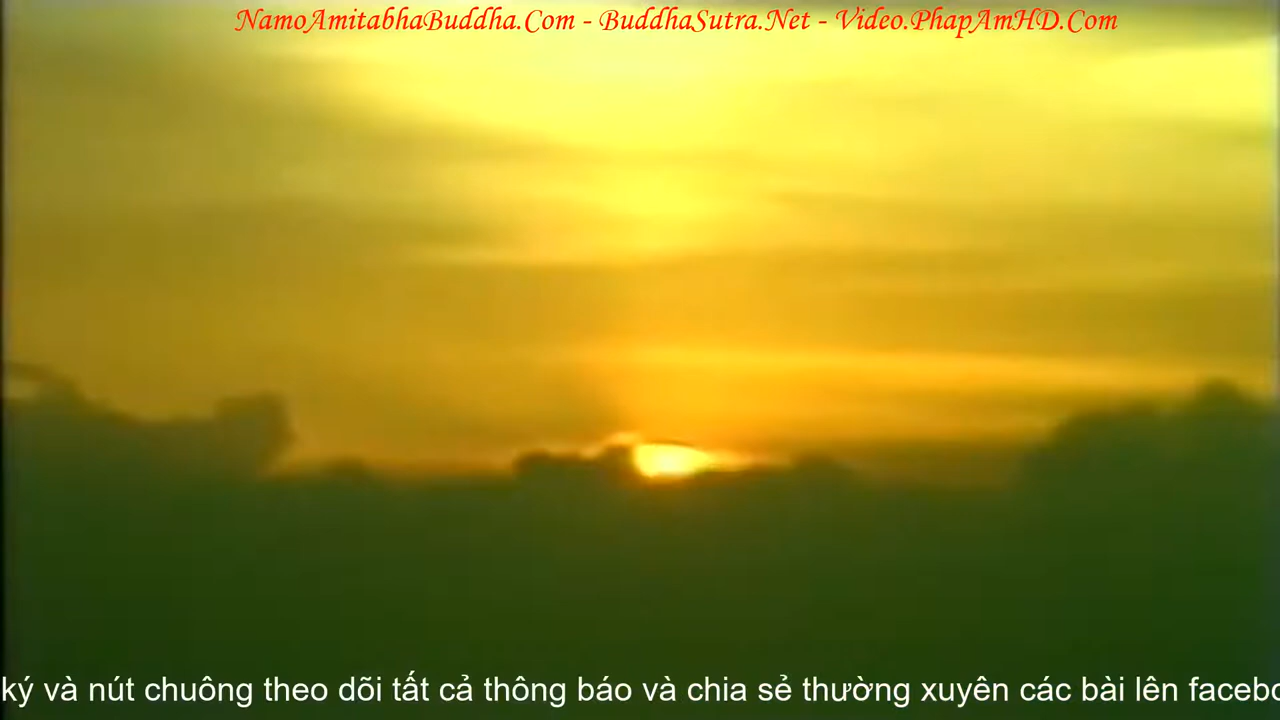 NamoAmitabhaBuddha.Com - BuddhaSutra.Net - Video.PhapAmHD.Com
ký và nút chuông theo dõi tất cả thông báo và chia sẻ thường xuyên các bài lên facebo